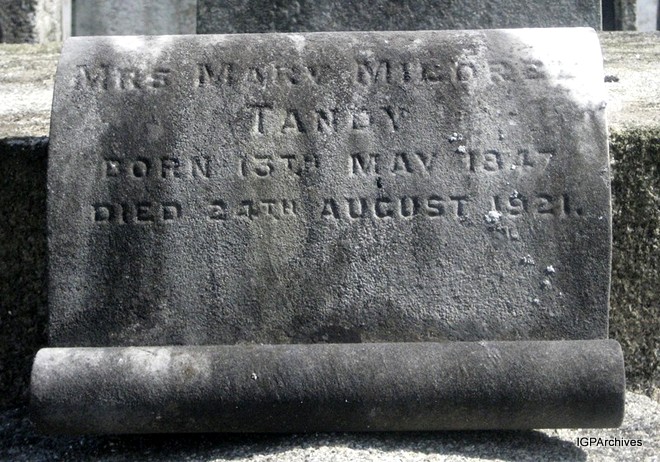 Mrs Mary Mildred
Tandy
Born 13th May 1847
Died 24th August 1921.
IGPArchives